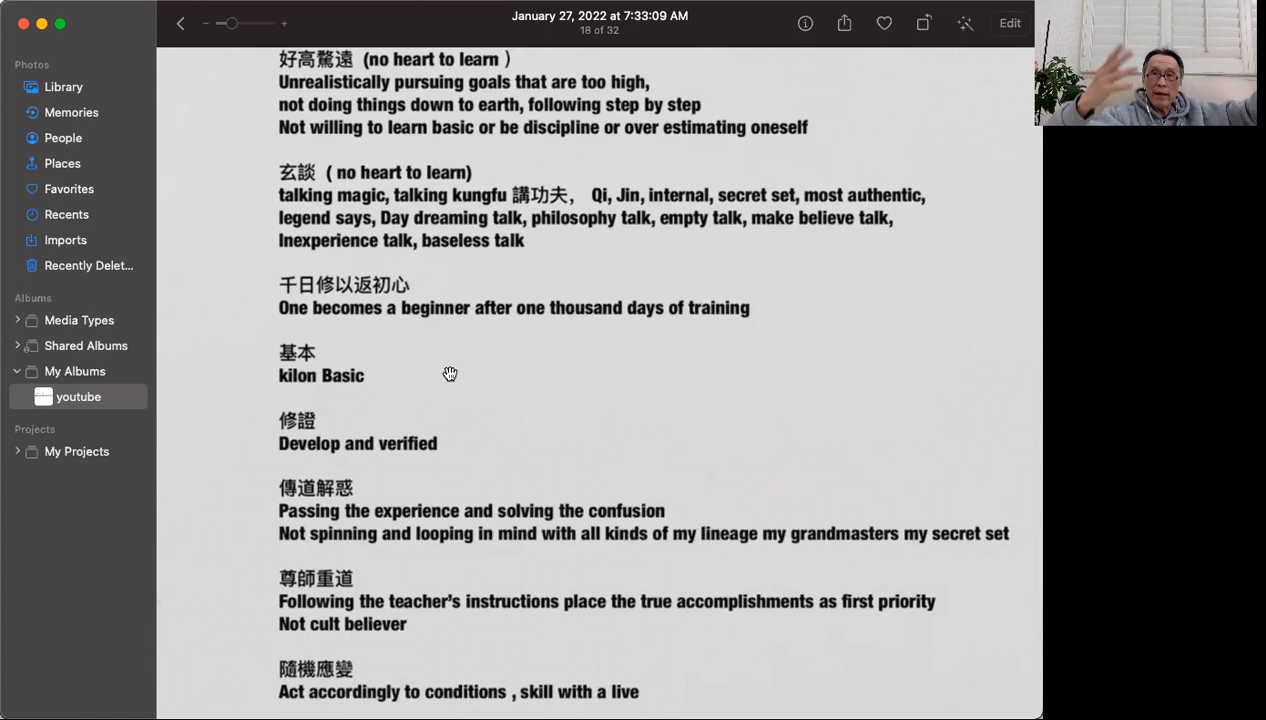 January 27, 2022 at 7:33:09 AM
18 of 32
Edit
Photos
Library
Memories
People
Places
Favorites
Recents
Imports
Recently Delet...
Albums
Media Types
Shared Albums
My Albums
youtube
Projects
My Projects
好高騖遠 (no heart to learn )
Unrealistically pursuing goals that are too high,
not doing things down to earth, following step by step
Not willing to learn basic or be discipline or over estimating oneself
玄談 ( no heart to learn)
talking magic, talking kungfu 講功夫, Qi, Jin, internal, secret set, most authentic,
legend says, Day dreaming talk, philosophy talk, empty talk, make believe talk,
Inexperience talk, baseless talk
千日修以返初心
One becomes a beginner after one thousand days of training
基本
kilon Basic
修證
Develop and verified
傳道解惑
Passing the experience and solving the confusion
Not spinning and looping in mind with all kinds of my lineage my grandmasters my secret set
尊師重道
Following the teacher's instructions place the true accomplishments as first priority
Not cult believer
隨機應變
Act accordingly to conditions , skill with a live